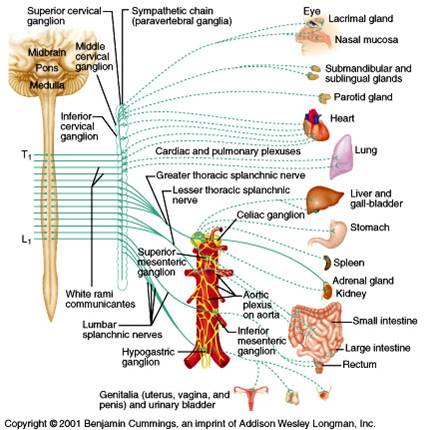 Superior cervical
ganglion
Sympathetic chain
(paravertebral ganglia)
Eye
Lacrimal gland
Nasal mucosa
Midbrain
Pons
Medulla
Middle
cervical
ganglion
Submandibular and
sublingual glands
Parotid gland
Inferior
cervical
ganglion
Heart
T1
Cardiac and pulmonary plexuses
Lung
Greater thoracic splanchnic nerve
Lesser thoracic splanchnic
nerve
Liver and
gall-bladder
Celiac ganglion
Stomach
L1
Superior
mesenteric
ganglion
Spleen
Adrenal gland
Kidney
White rami
communicantes
Aortic
plexus
on aorta
Small intestine
Lumbar
splanchnic nerves
Inferior
mesenteric
ganglion
Large intestine
Hypogastric
ganglion
Rectum
Genitalia (uterus, vagina, and
penis) and urinary bladder
Copyright © 2001 Benjamin Cummings, an imprint of Addison Wesley Longman, Inc.